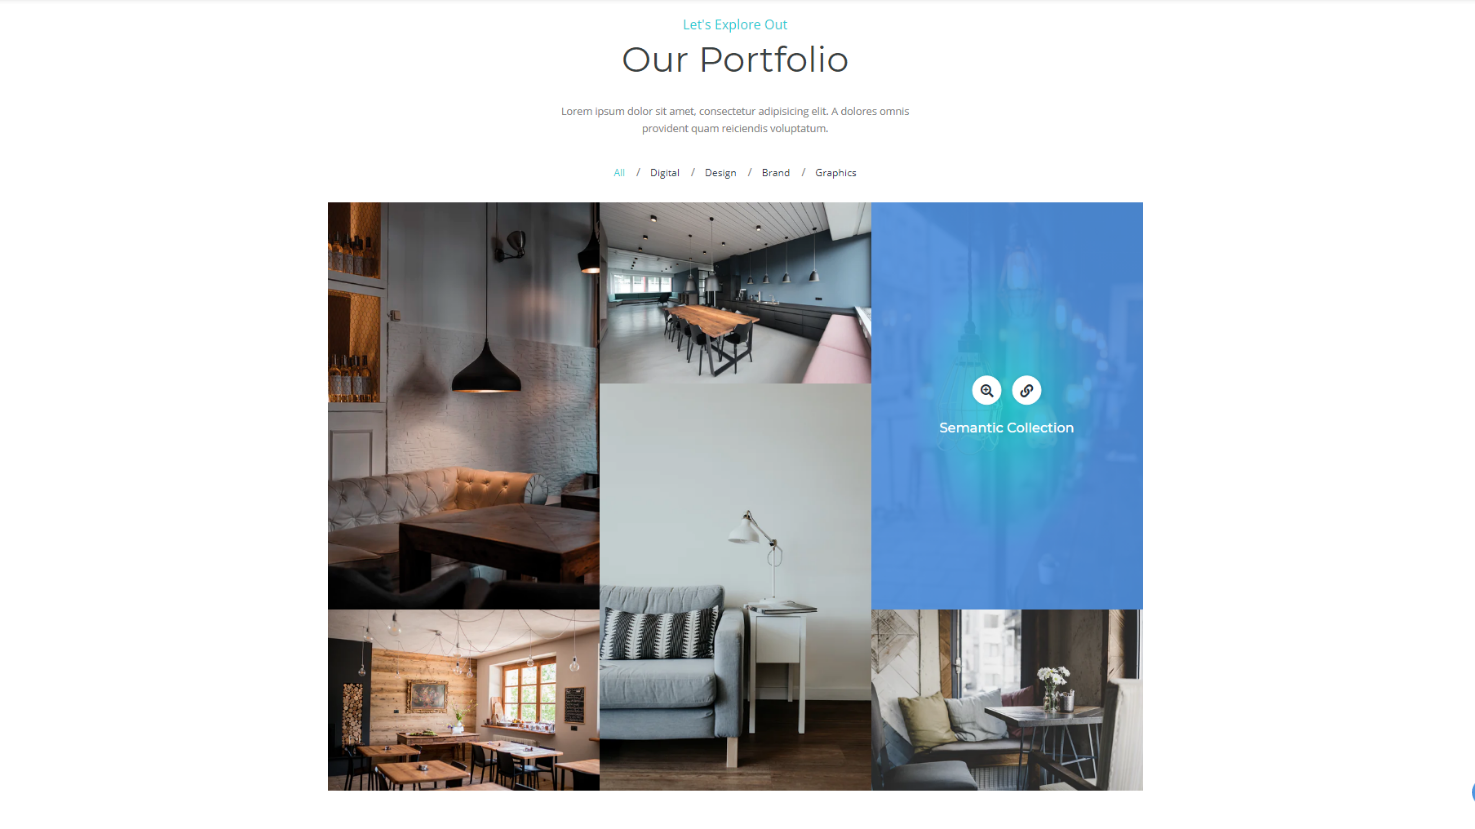 Let's Explore Out
Our Portfolio
Lorem ipsum dolor sit amet, consectetur adipisicing elit. A dolores omnis
provident quam reiciendis voluptatum.
All / Digital / Design / Brand / Graphics
Semantic Collection